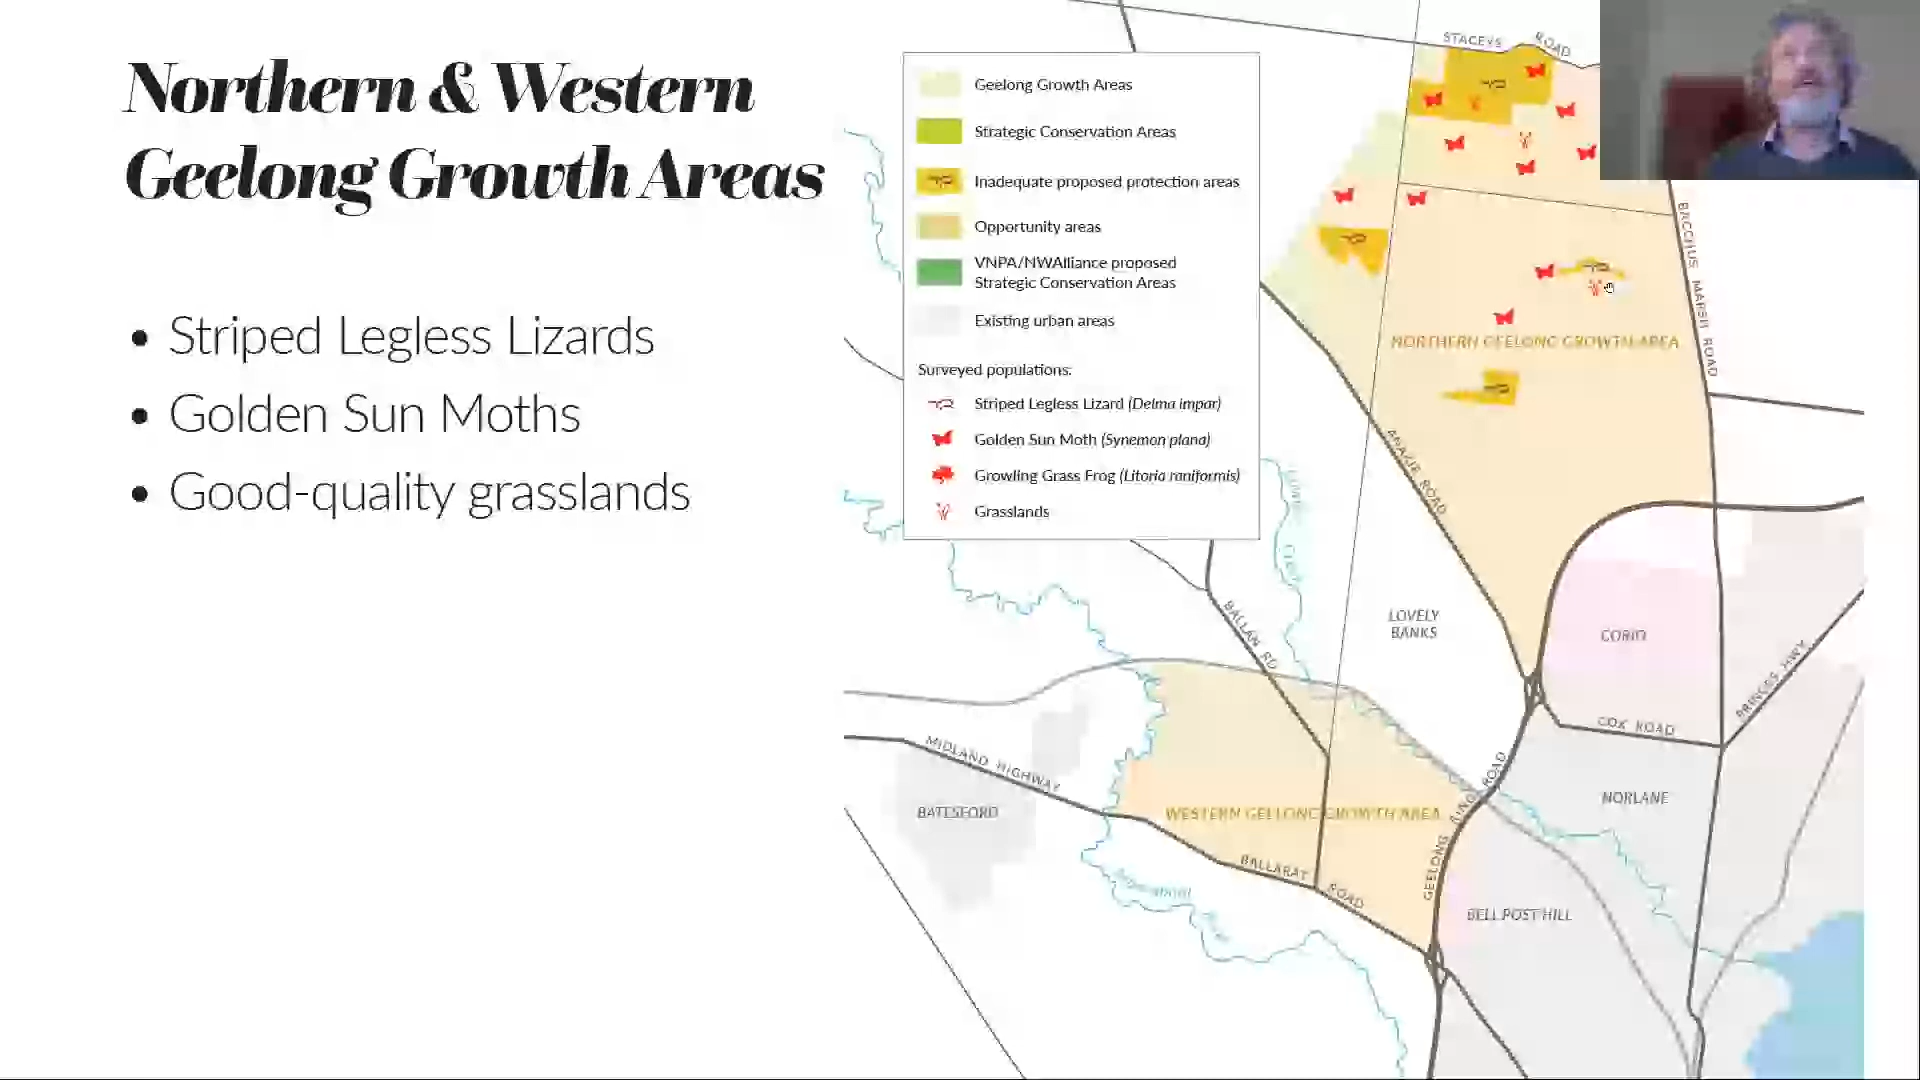 Northern & Western
Geelong Growth Areas
• Striped Legless Lizards
• Golden Sun Moths
• Good-quality grasslands
Geelong Growth Areas
Strategic Conservation Areas
Inadequate proposed protection areas
Opportunity areas
VNPA/NWAlliance proposed
Strategic Conservation Areas
Existing urban areas
Surveyed populations:
Striped Legless Lizard (Delma impar)
Golden Sun Moth (Synemon plana)
Growling Grass Frog (Litoria raniformis)
Grasslands
STACEYS ROAD
BACCHUS MARSH ROAD
NORTHERN GEELONG GROWTH AREA
ANAKIE ROAD
LOVELY
BANKS
CORIO
BALLAN RD
PRINCES HWY
COX ROAD
MIDLAND HIGHWAY
NORLANE
BATESFORD
WESTERN GEELONG GROWTH AREA
GEELONG RING ROAD
BALLARAT ROAD
BELL POST HILL